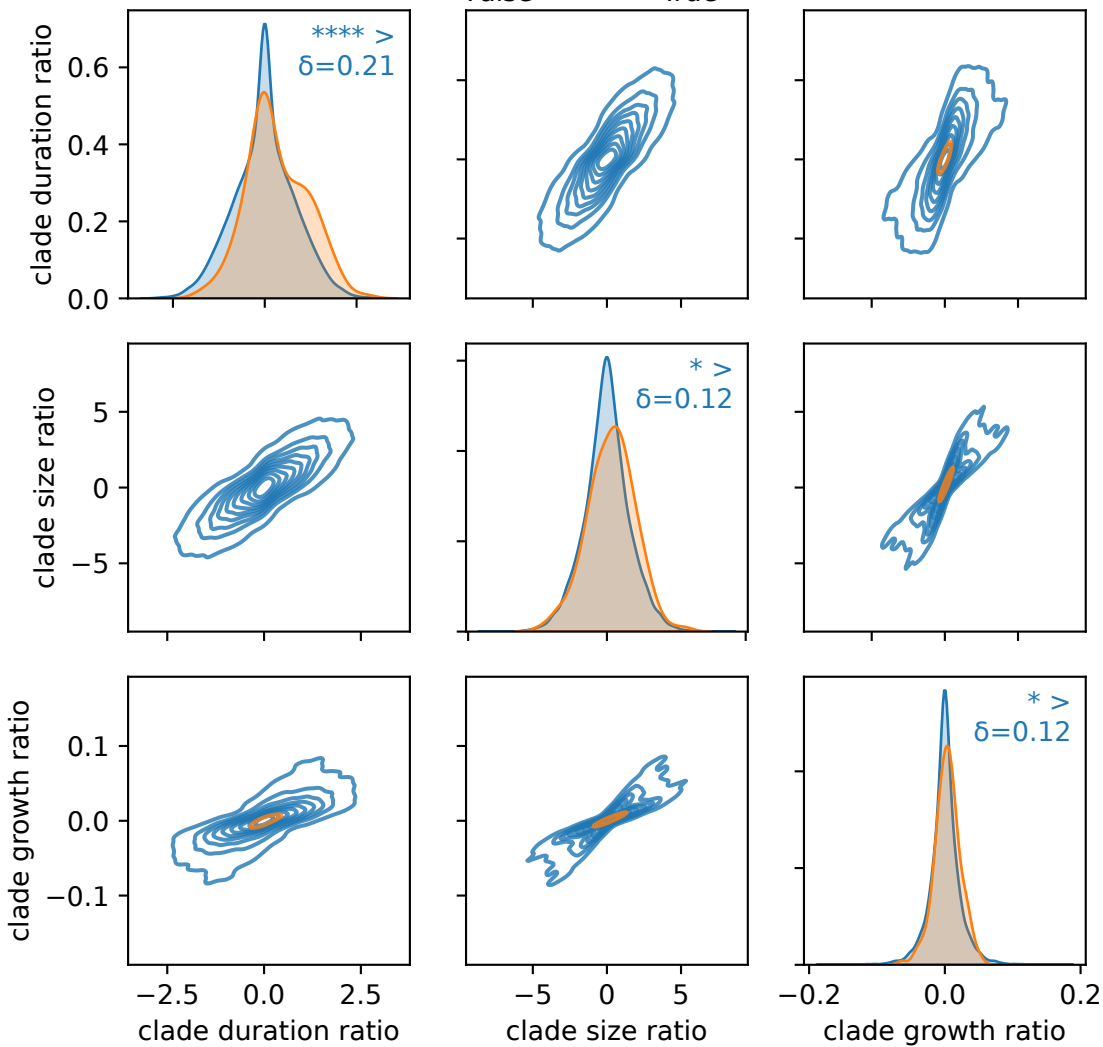 **** >
δ=0.21
clade duration ratio
0.6
0.4
0.2
0.0
* >
δ=0.12
clade size ratio
5
0
−5
* >
δ=0.12
clade growth ratio
0.1
0.0
−0.1
−2.5 0.0 2.5 −5 0 5 −0.2 0.0 0.2
clade duration ratio clade size ratio clade growth ratio